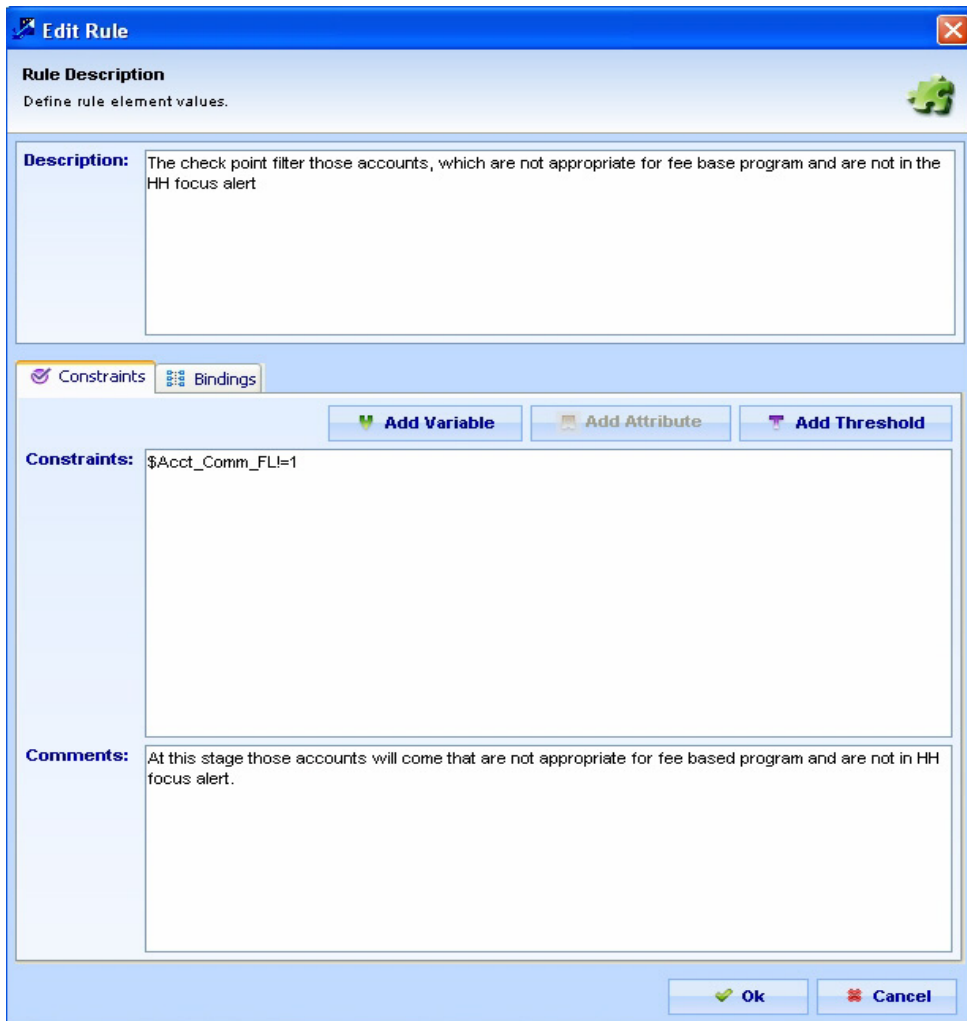 Edit Rule
Rule Description
Define rule element values.
Description:
The check point filter those accounts, which are not appropriate for fee base program and are not in the
HH focus alert
Constraints
Bindings
Add Variable
Add Attribute
Add Threshold
Constraints:
$Acct_Comm_FL!=1
Comments:
At this stage those accounts will come that are not appropriate for fee based program and are not in HH
focus alert.
Ok
Cancel